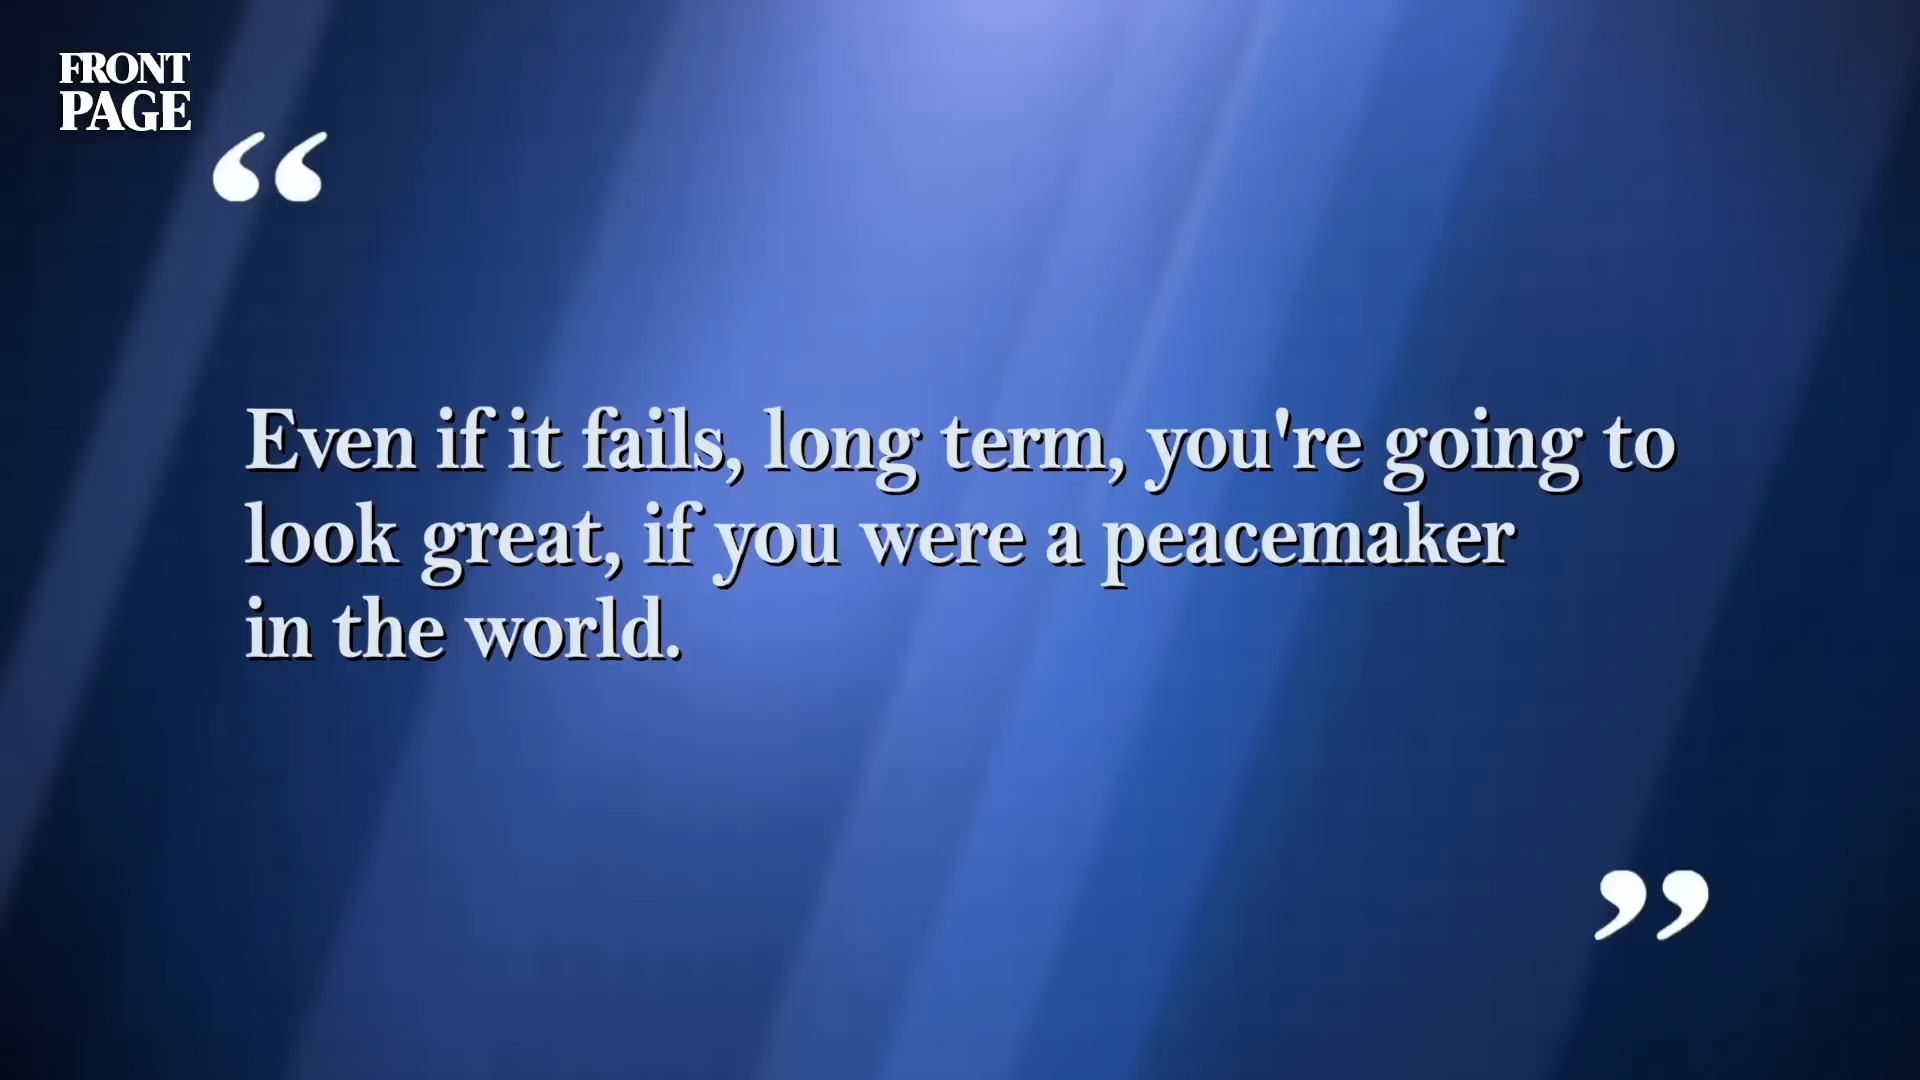 FRONT
PAGE
“
Even if it fails, long term, you're going to
look great, if you were a peacemaker
in the world.
”